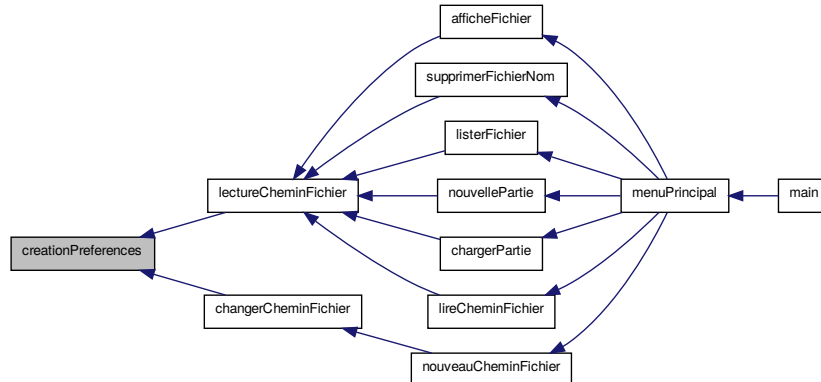 afficheFichier
supprimerFichierNom
listerFichier
lectureCheminFichier
nouvellePartie
menuPrincipal
main
creationPreferences
chargerPartie
changerCheminFichier
lireCheminFichier
nouveauCheminFichier